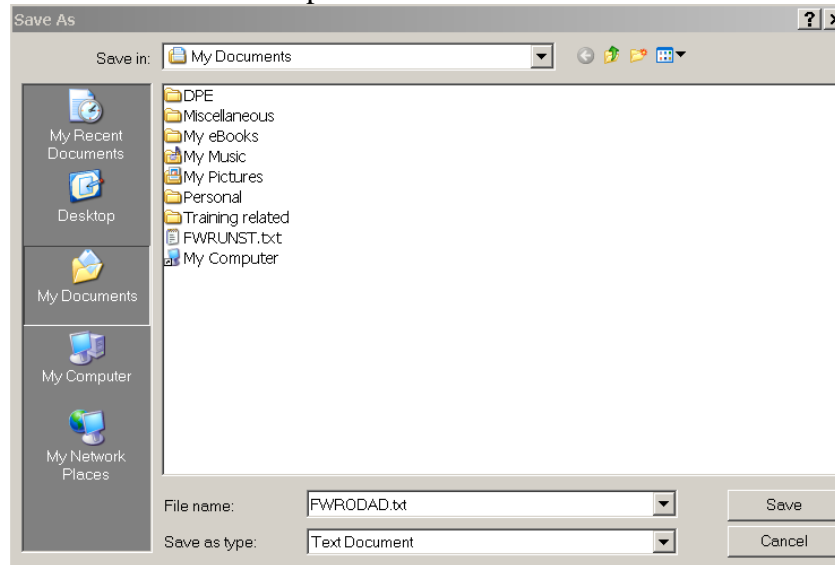 Save As
Save in: My Documents
My Recent
Documents
Desktop
My Documents
My Computer
My Network
Places
DPE
Miscellaneous
My eBooks
My Music
My Pictures
Personal
Training related
FWRUNST.txt
My Computer
File name: FWRODAD.txt Save
Save as type: Text Document Cancel